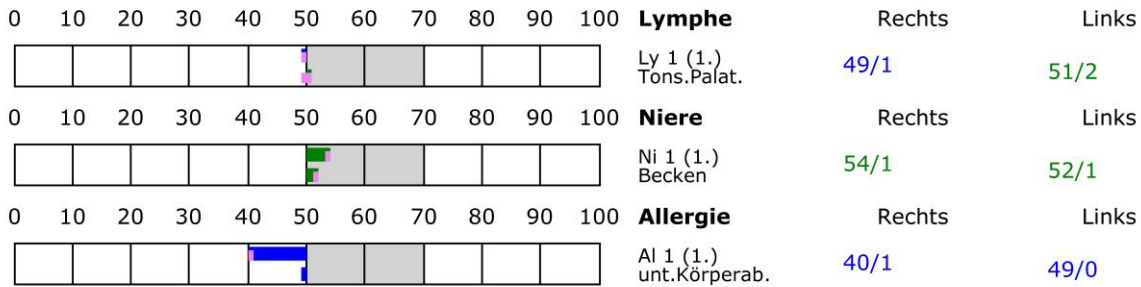 0 10 20 30 40 50 60 70 80 90 100 Lymphe Rechts Links
Ly 1 (1.) 49/1 51/2
Tons.Palat.
0 10 20 30 40 50 60 70 80 90 100 Niere Rechts Links
Ni 1 (1.) 54/1 52/1
Becken
0 10 20 30 40 50 60 70 80 90 100 Allergie Rechts Links
Al 1 (1.) 40/1 49/0
unt.Körperab.